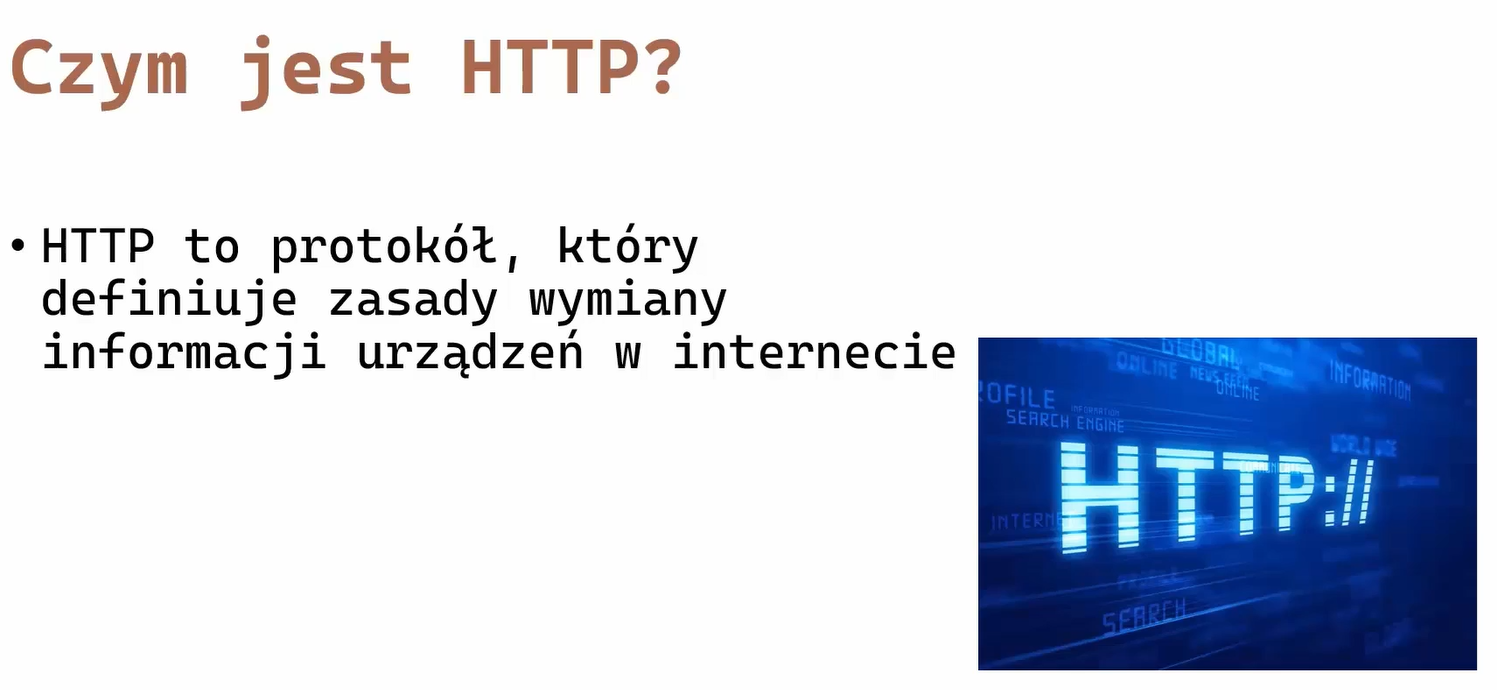 Czym jest HTTP?
• HTTP to protokół, który
definiuje zasady wymiany
informacji urządzeń w internecie
GLOBAL
ONLINE NEWS FEED
ONLINE
INFORMATION
ROFILE
INFORMATION
SEARCH ENGINE
WORLD WIDE
HTTP://
INTERNE
SEARCH